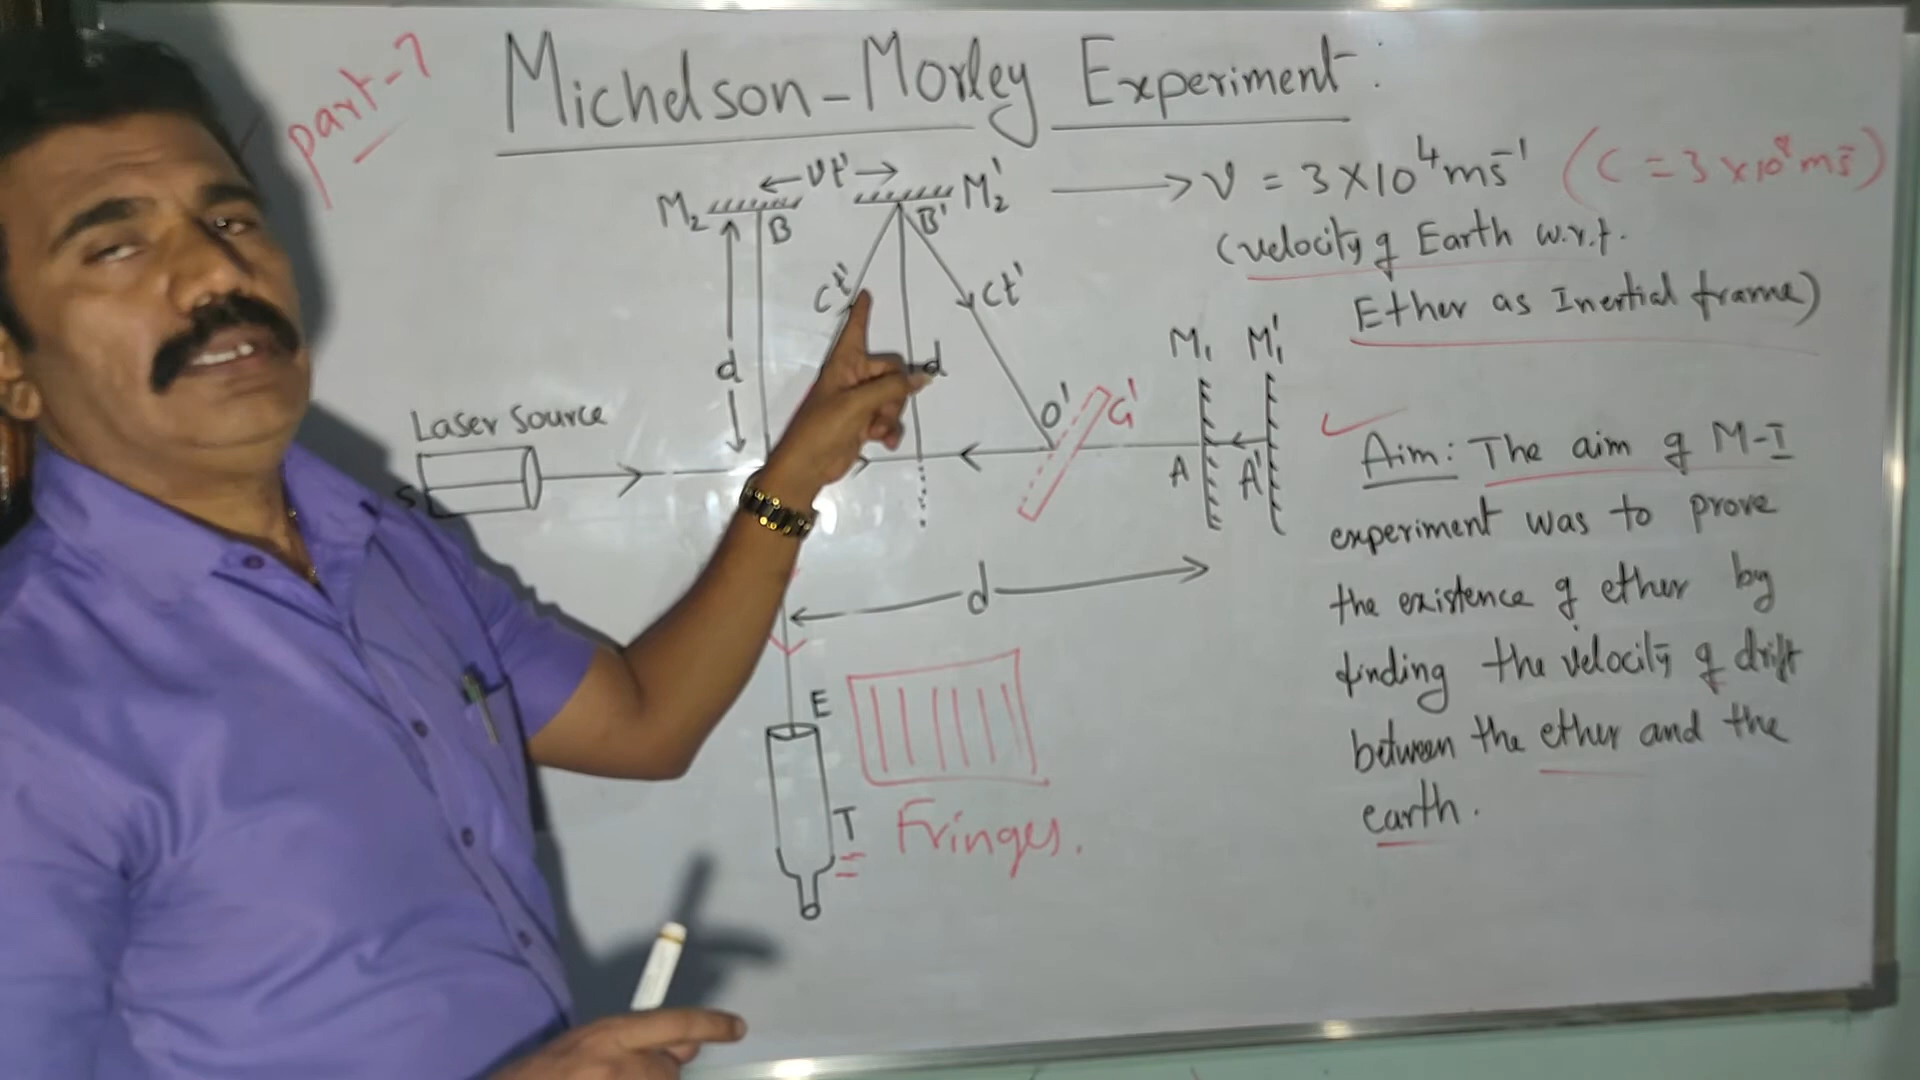 part-1
Michelson-Morley Experiment:
M2 B
vt'
B' M2'
v = 3×10⁴ms⁻¹ (C = 3×10⁸ms⁻)
(velocity of Earth w.r.t.
Ether as Inertial frame)
ct'
ct'
d
d
Laser Source
S
O' G'
M1 M1'
A A'
d
Aim: The aim of M-I
experiment was to prove
the existence of ether by
finding the velocity of drift
between the ether and the
earth.
E
T
Fringes.